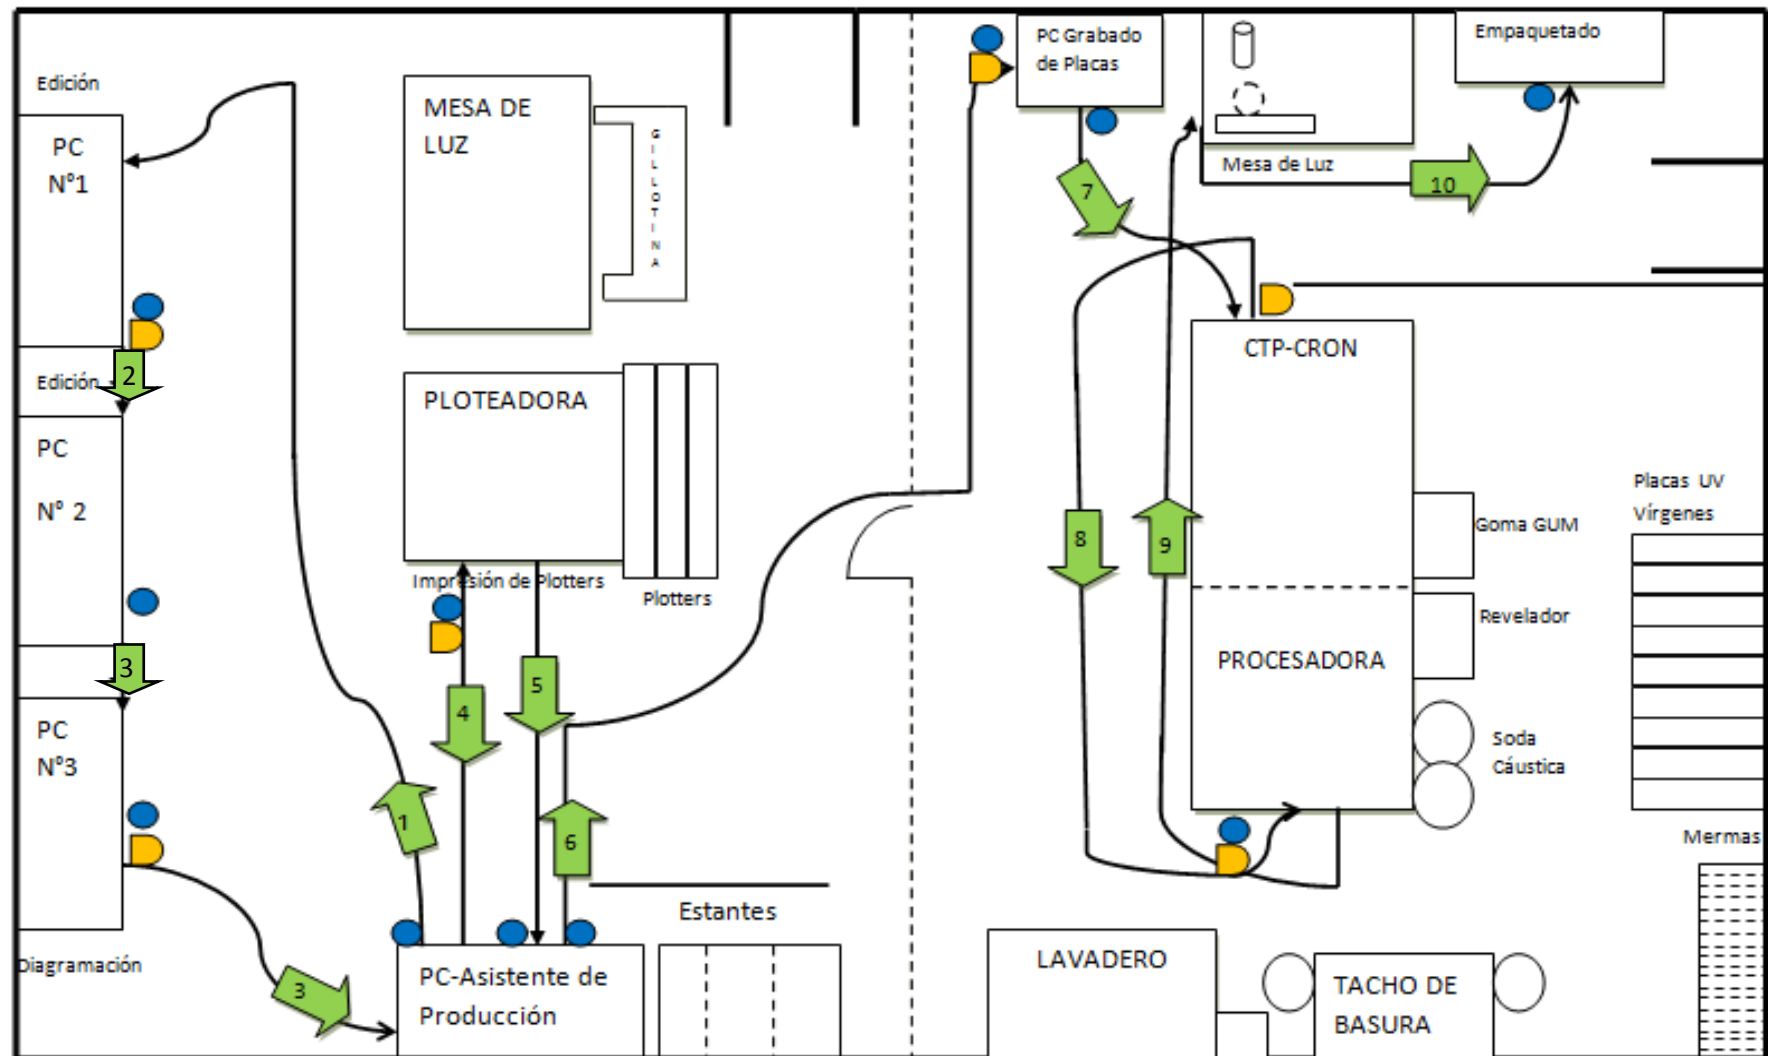 Edición
PC
N°1
2
Edición
PC
N° 2
3
PC
N°3
Diagramación
3
1
MESA DE
LUZ
GILLOTINA
PLOTEADORA
Impresión de Plotters
Plotters
4
5
6
Estantes
PC-Asistente de
Producción
PC Grabado
de Placas
7
Mesa de Luz
Empaquetado
10
CTP-CRON
8
9
PROCESADORA
Goma GUM
Revelador
Soda
Cáustica
Placas UV
Vírgenes
Mermas
LAVADERO
TACHO DE
BASURA